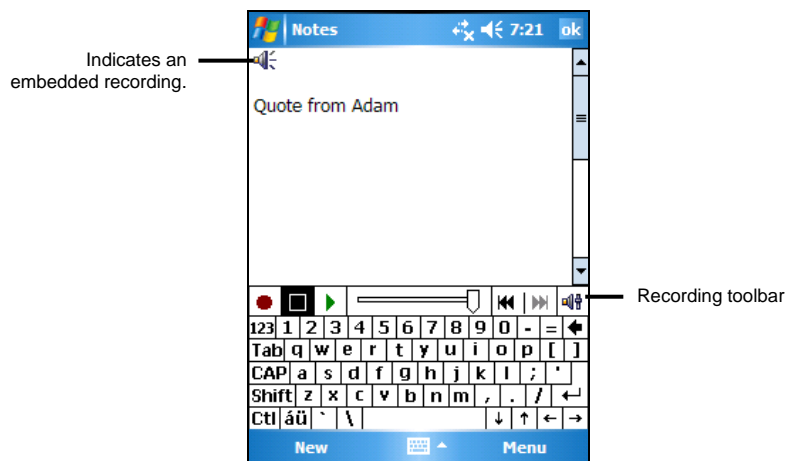 Notes 7:21 ok
Indicates an
embedded recording.
Quote from Adam
Recording toolbar
123 1 2 3 4 5 6 7 8 9 0 - =
Tab q w e r t y u i o p [ ]
CAP a s d f g h j k l ; '
Shift z x c v b n m , . /
Ctl áü ` \ ↓ ↑ ← →
New Menu